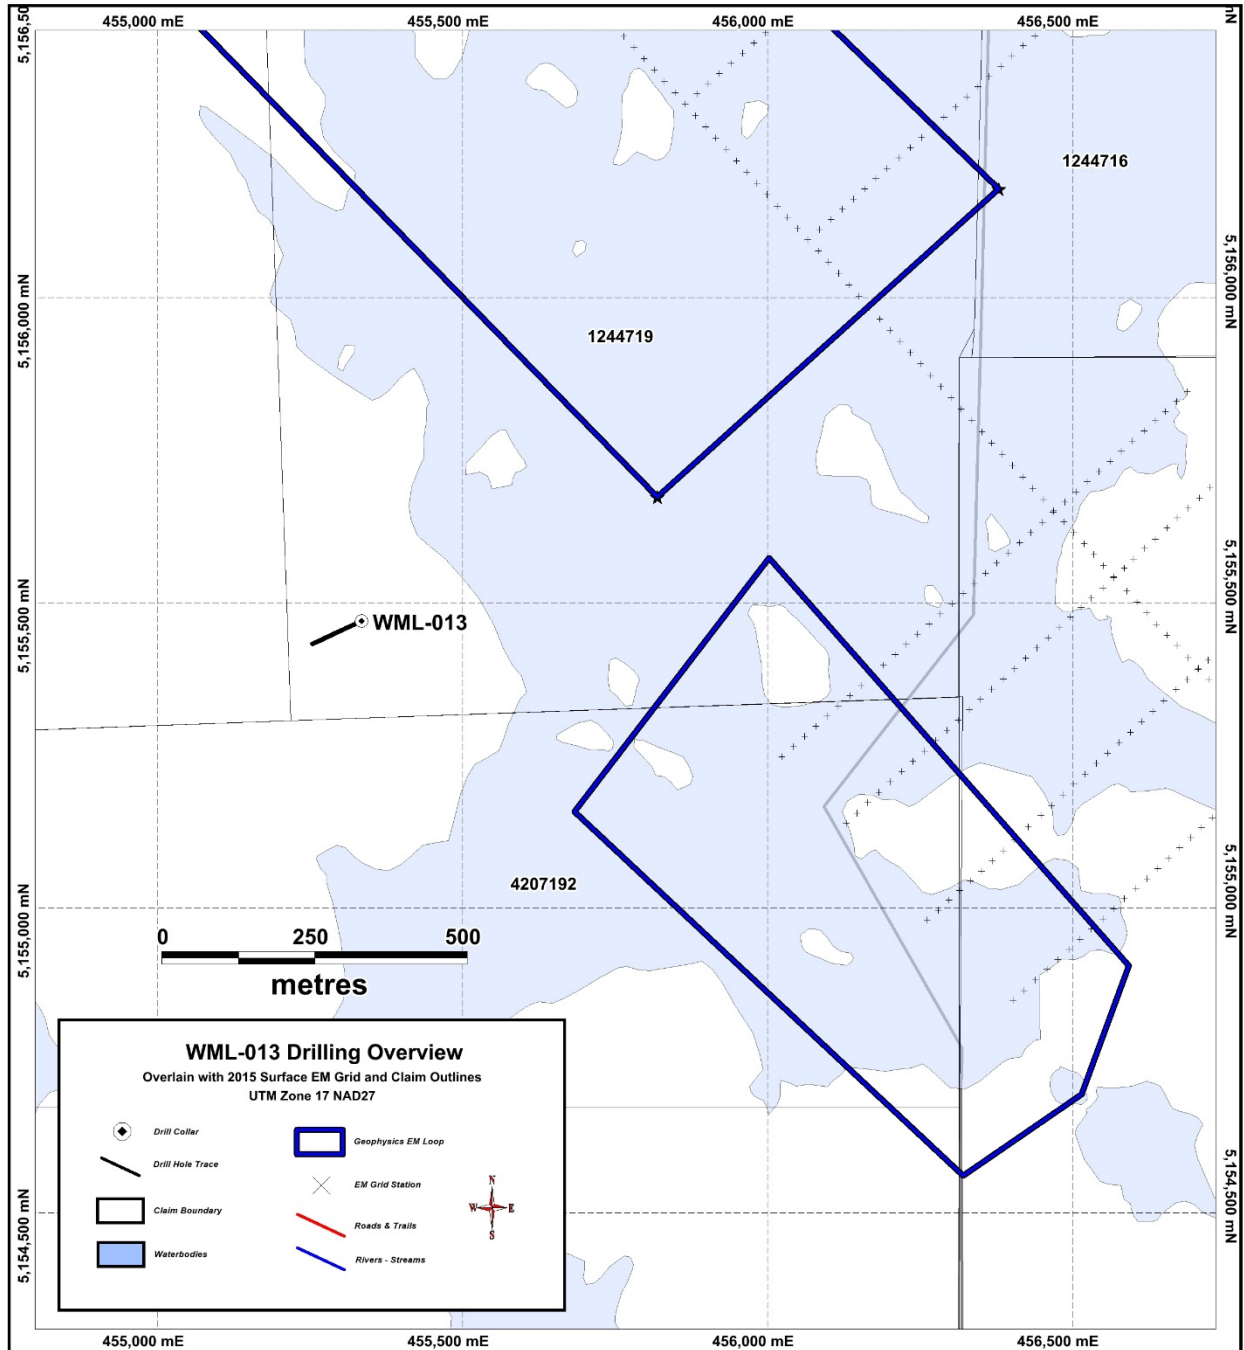 455,000 mE 455,500 mE 456,000 mE 456,500 mE
5,156,50
mN
1244716
5,156,000 mN
5,156,000 mN
1244719
5,155,500 mN
5,155,500 mN
WML-013
4207192
5,155,000 mN
5,155,000 mN
0 250 500
metres
WML-013 Drilling Overview
Overlain with 2015 Surface EM Grid and Claim Outlines
UTM Zone 17 NAD27
Drill Collar
Drill Hole Trace
Claim Boundary
Waterbodies
Geophysics EM Loop
EM Grid Station
Roads & Trails
Rivers - Streams
N
W E
S
5,154,500 mN
5,154,500 mN
455,000 mE 455,500 mE 456,000 mE 456,500 mE